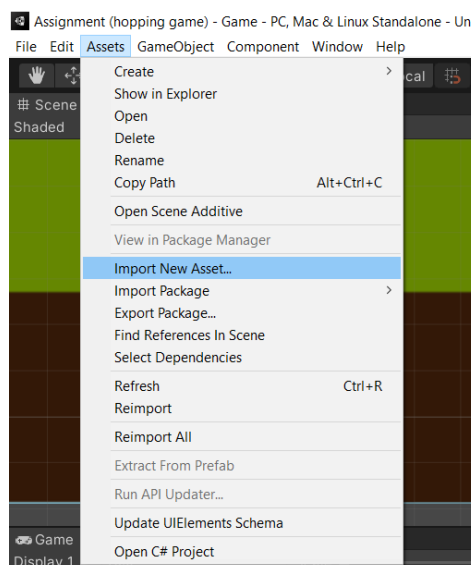 Assignment (hopping game) - Game - PC, Mac & Linux Standalone - Un
File Edit Assets GameObject Component Window Help
Create >
cal
Show in Explorer
# Scene
Open
Shaded
Delete
Rename
Copy Path Alt+Ctrl+C
Open Scene Additive
View in Package Manager
Import New Asset...
Import Package >
Export Package...
Find References In Scene
Select Dependencies
Refresh Ctrl+R
Reimport
Reimport All
Extract From Prefab
Run API Updater...
Update UIElements Schema
Game
Open C# Project
Display 1